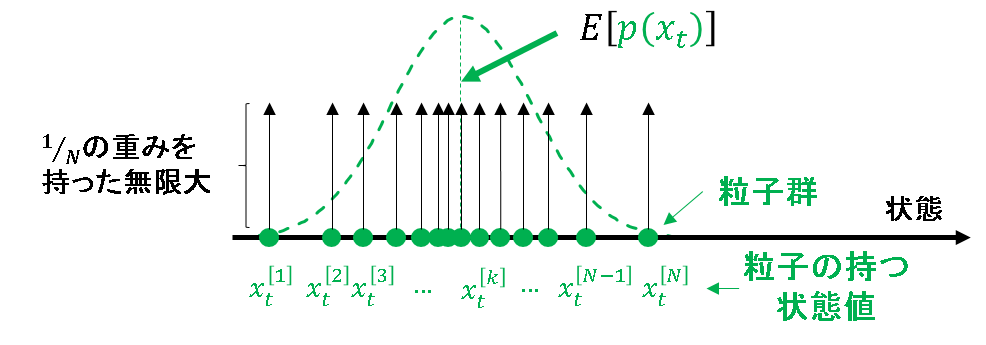 E[p(x_t)]
1/Nの重みを
持った無限大
粒子群
状態
x_t^[1] x_t^[2] x_t^[3] ... x_t^[k] ... x_t^[N−1] x_t^[N]
粒子の持つ
状態値